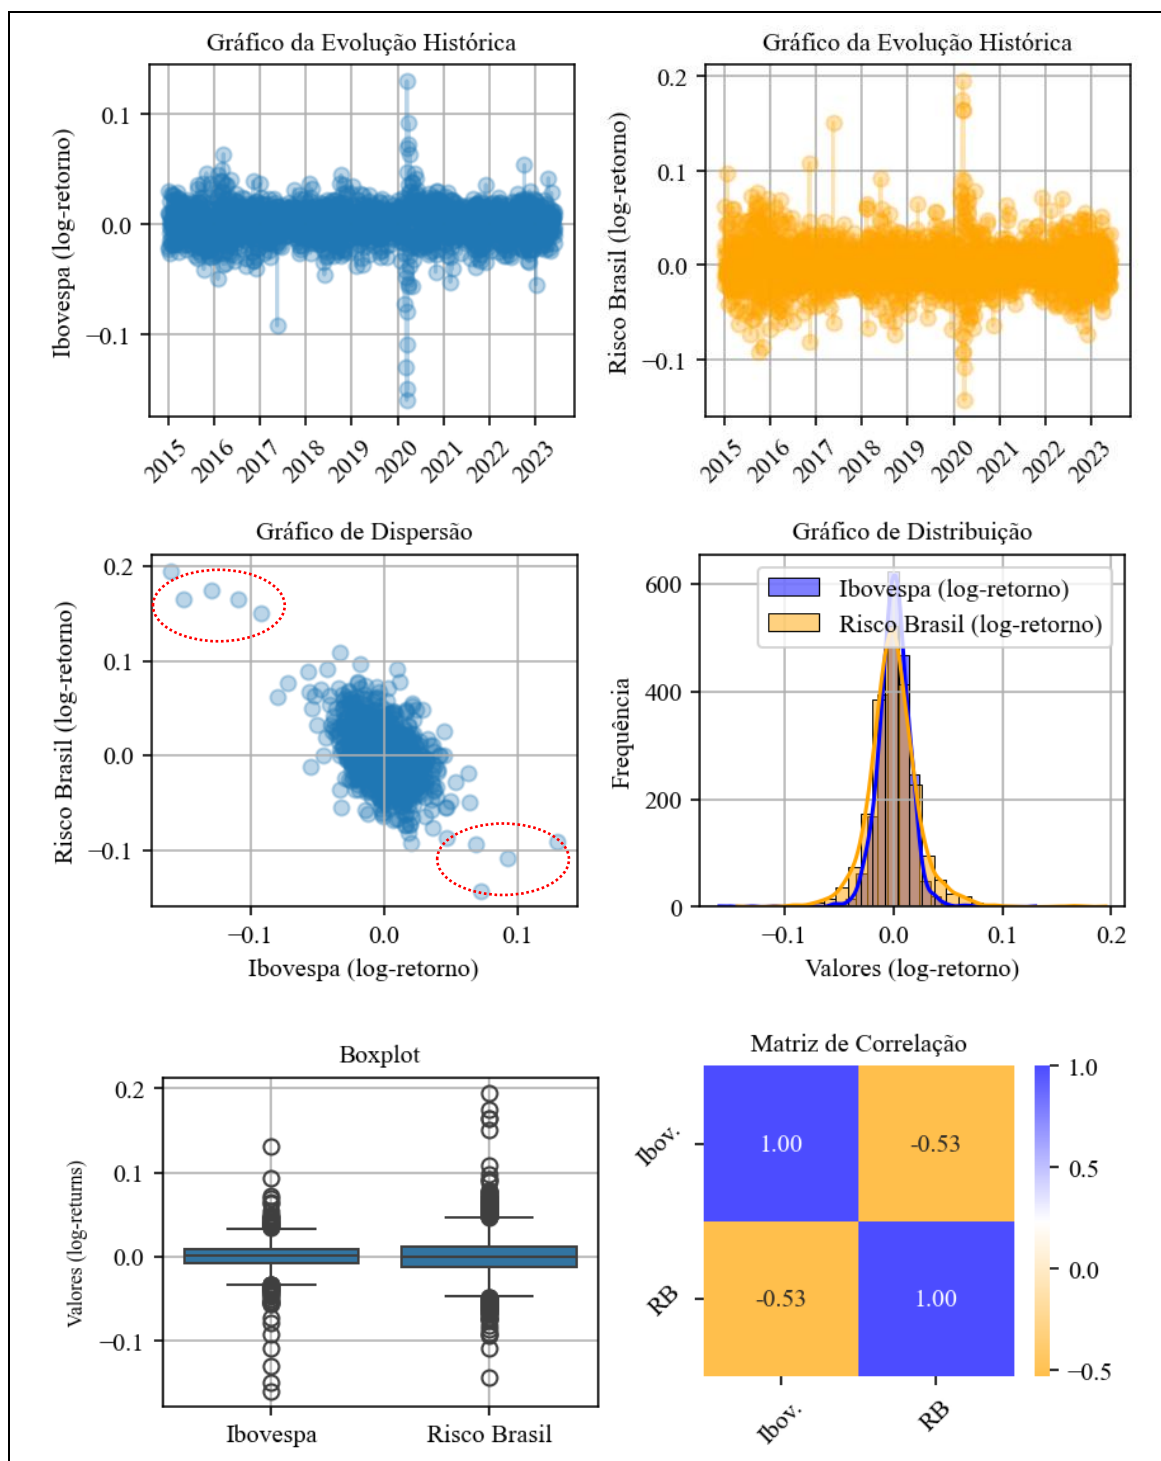 Gráfico da Evolução Histórica
Ibovespa (log-retorno)
0.1
0.0
−0.1
2015
2016
2017
2018
2019
2020
2021
2022
2023
Gráfico da Evolução Histórica
Risco Brasil (log-retorno)
0.2
0.1
0.0
−0.1
2015
2016
2017
2018
2019
2020
2021
2022
2023
Gráfico de Dispersão
Risco Brasil (log-retorno)
0.2
0.1
0.0
−0.1
−0.1
0.0
0.1
Ibovespa (log-retorno)
Gráfico de Distribuição
Ibovespa (log-retorno)
Risco Brasil (log-retorno)
Frequência
600
400
200
0
−0.1
0.0
0.1
0.2
Valores (log-retorno)
Boxplot
Valores (log-returns)
0.2
0.1
0.0
−0.1
Ibovespa
Risco Brasil
Matriz de Correlação
Ibov.
RB
1.00
-0.53
-0.53
1.00
Ibov.
RB
1.0
0.5
0.0
−0.5